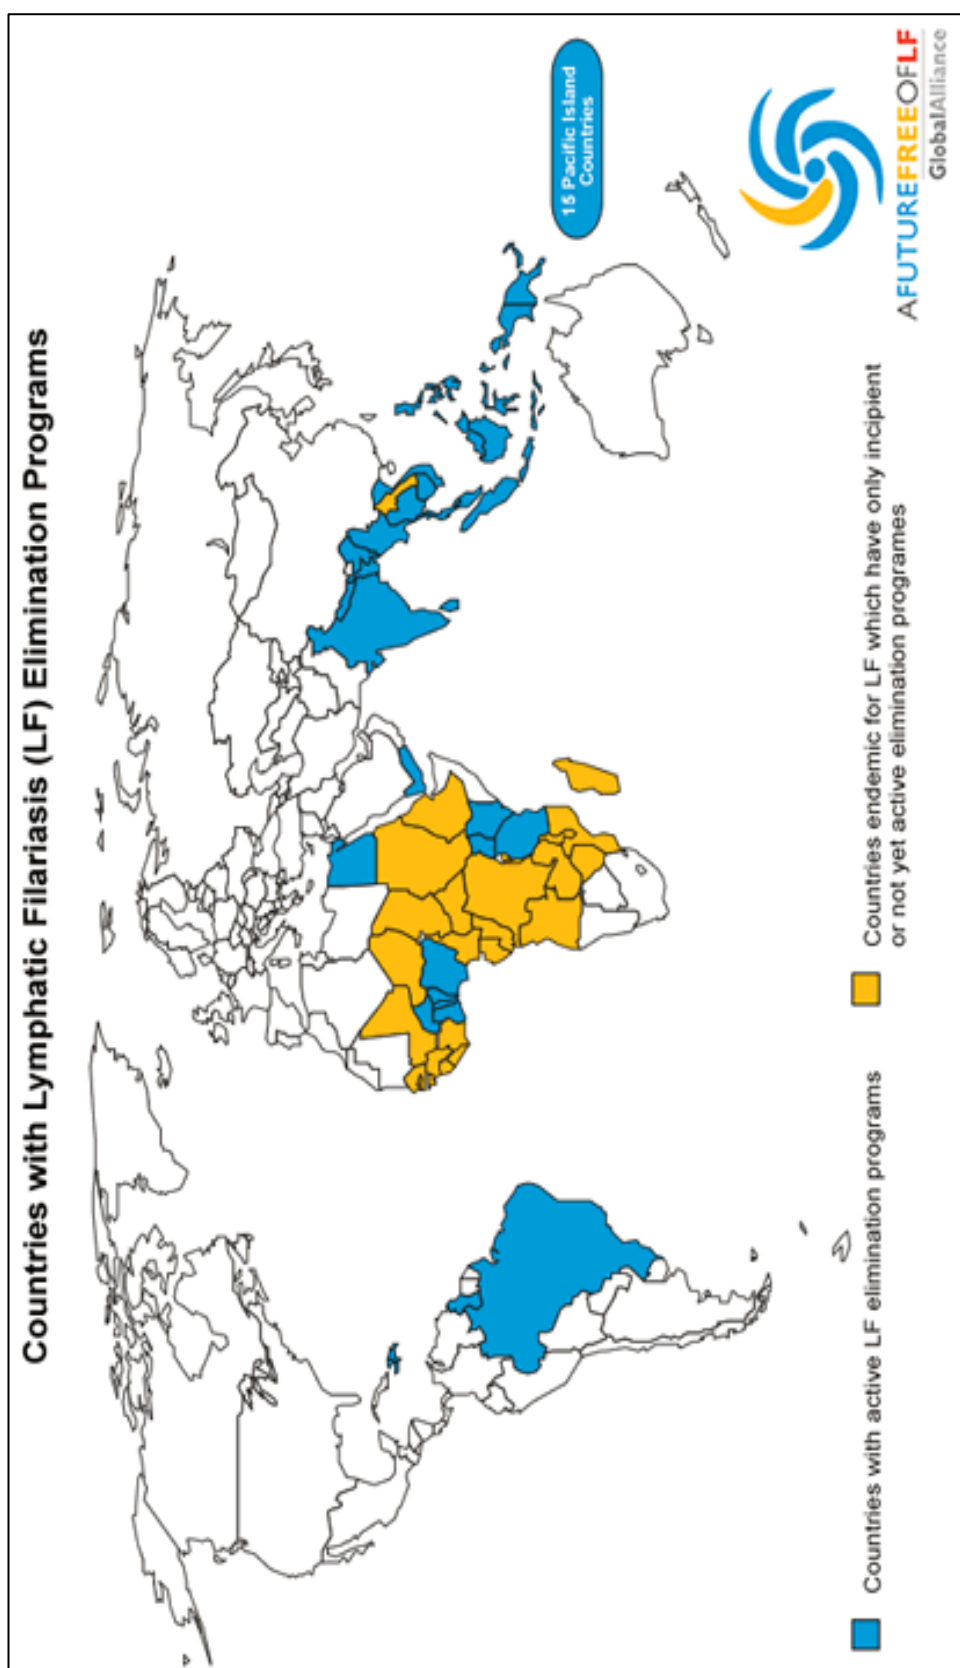 Countries with Lymphatic Filariasis (LF) Elimination Programs
15 Pacific Island
Countries
Countries with active LF elimination programs
Countries endemic for LF which have only incipient
or not yet active elimination programes
AFUTUREFREEOFLF
GlobalAlliance